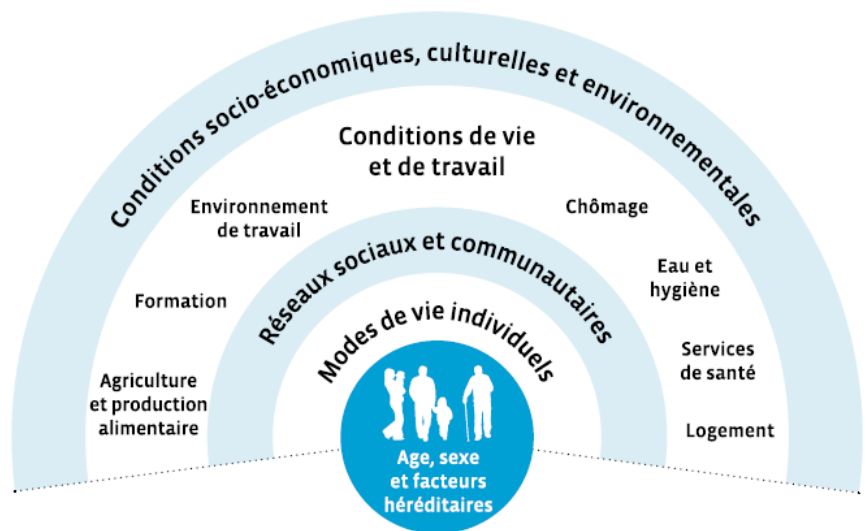 Conditions socio-économiques, culturelles et environnementales
Conditions de vie
et de travail
Environnement
de travail
Chômage
Formation
Eau et
hygiène
Agriculture
et production
alimentaire
Services
de santé
Logement
Réseaux sociaux et communautaires
Modes de vie individuels
Age, sexe
et facteurs
héréditaires